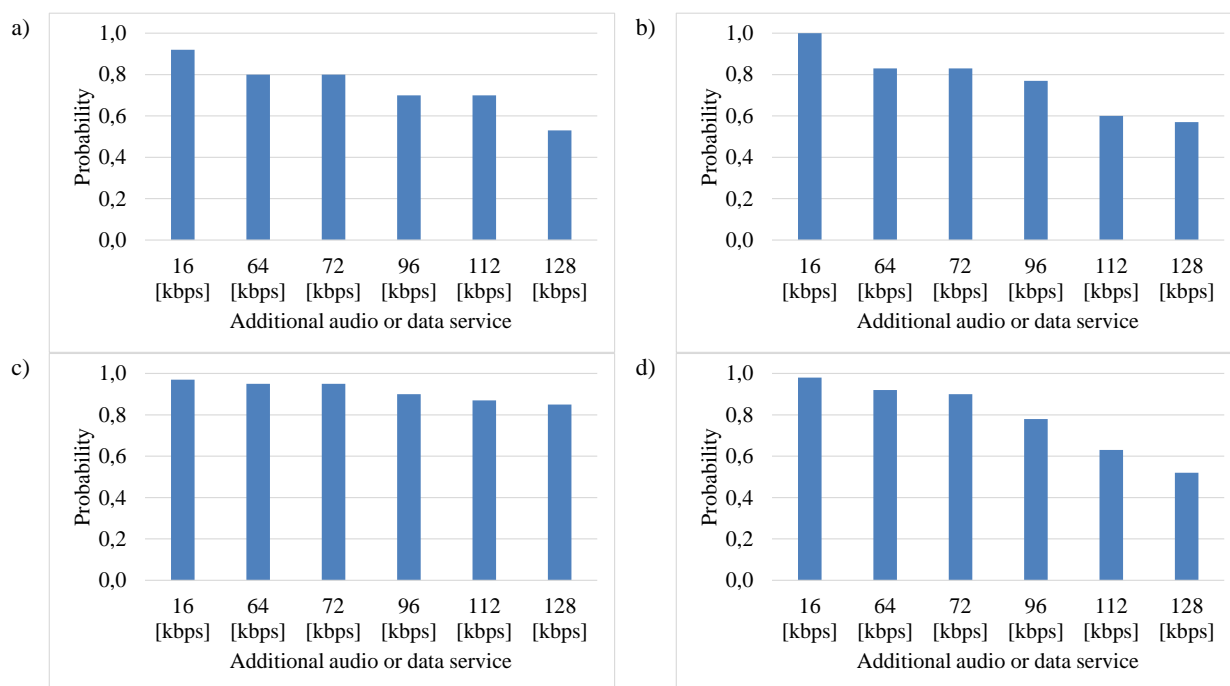 a)
1,0
0,8
0,6
0,4
0,2
0,0
Probability
16 64 72 96 112 128
[kbps] [kbps] [kbps] [kbps] [kbps] [kbps]
Additional audio or data service
b)
1,0
0,8
0,6
0,4
0,2
0,0
Probability
16 64 72 96 112 128
[kbps] [kbps] [kbps] [kbps] [kbps] [kbps]
Additional audio or data service
c)
1,0
0,8
0,6
0,4
0,2
0,0
Probability
16 64 72 96 112 128
[kbps] [kbps] [kbps] [kbps] [kbps] [kbps]
Additional audio or data service
d)
1,0
0,8
0,6
0,4
0,2
0,0
Probability
16 64 72 96 112 128
[kbps] [kbps] [kbps] [kbps] [kbps] [kbps]
Additional audio or data service